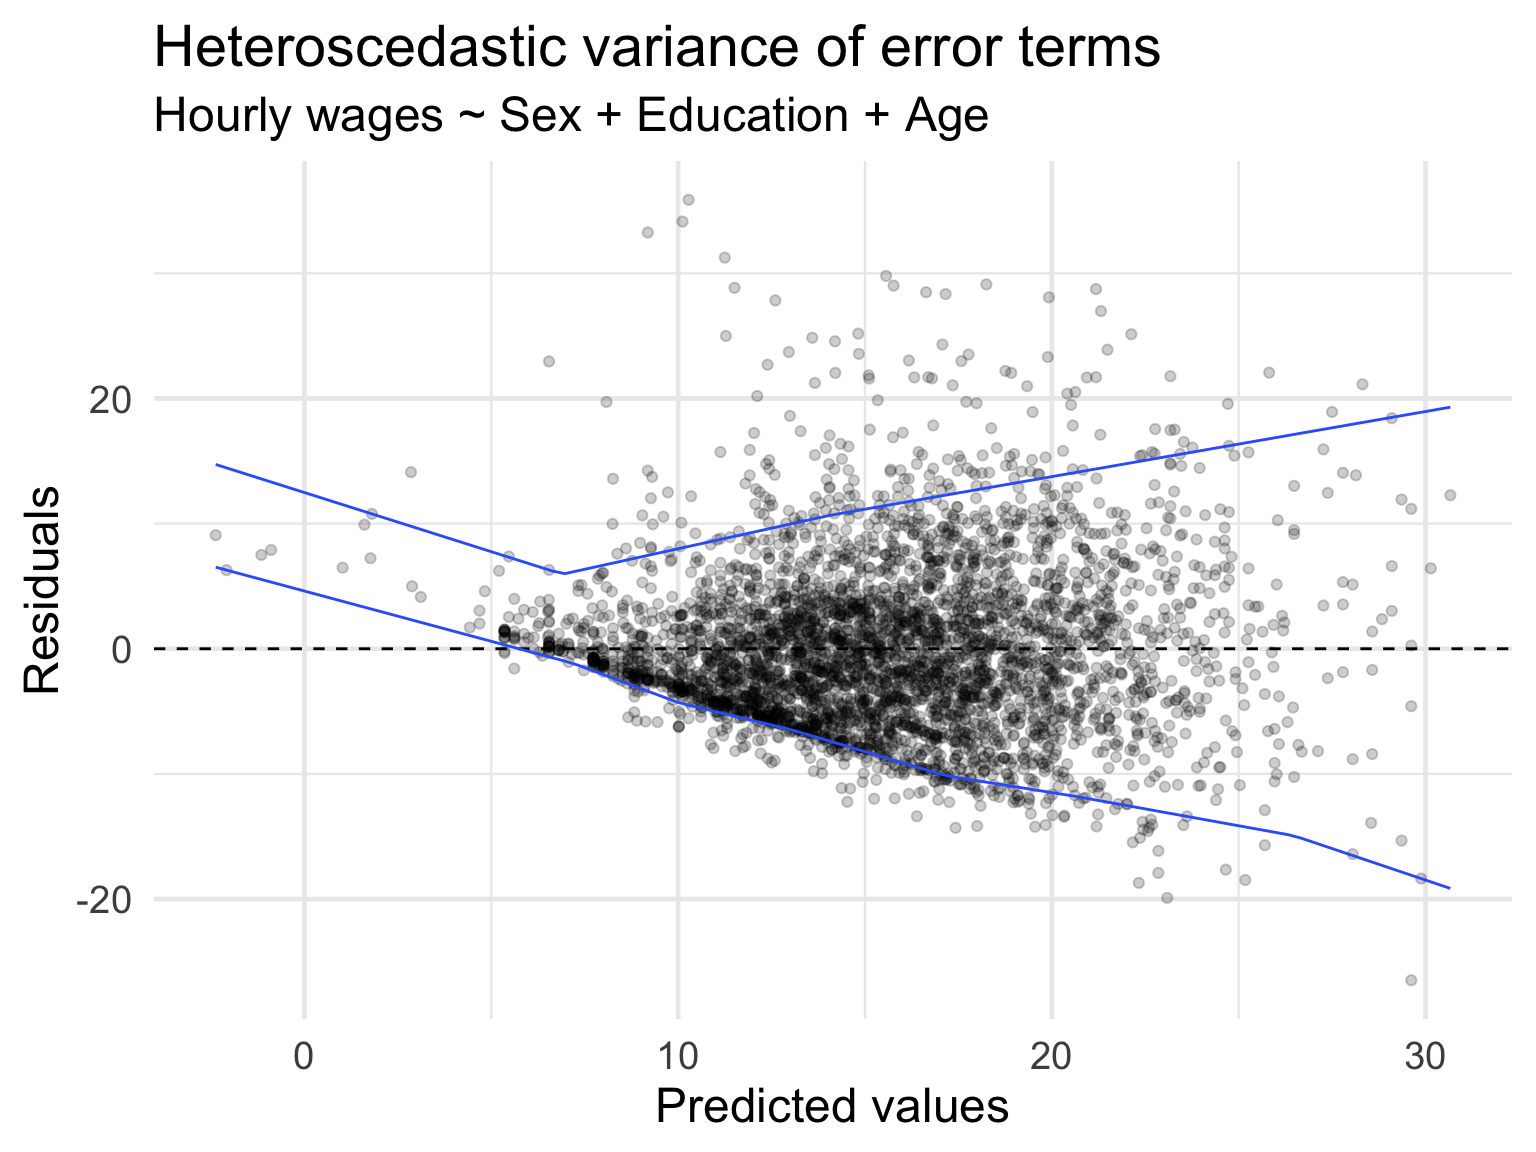 Heteroscedastic variance of error terms
Hourly wages ~ Sex + Education + Age
Residuals
20
0
-20
0 10 20 30
Predicted values